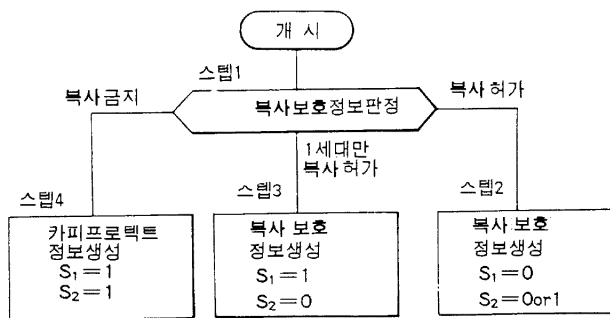 개 시
스텝1
복사금지
복사보호정보판정
복사 허가
1세대만
복사 허가
스텝4
스텝3
스텝2
카피프로텍트
정보생성
S₁=1
S₂=1
복사 보호
정보생성
S₁=1
S₂=0
복사 보호
정보생성
S₁=0
S₂=0or1